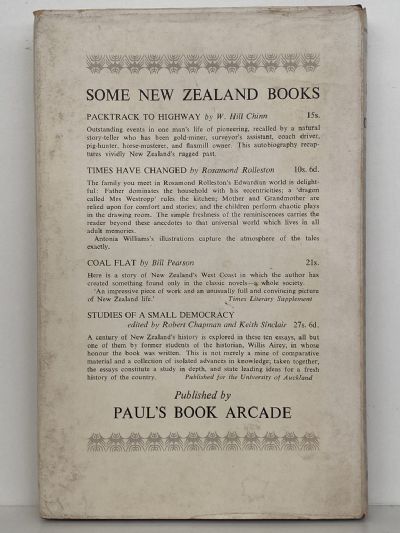 SOME NEW ZEALAND BOOKS
PACKTRACK TO HIGHWAY by W. Hill Chinn 15s.
Outstanding events in one man's life of pioneering, recalled by a natural
story-teller who has been gold-miner, surveyor's assistant, coach driver,
pig-hunter, horse-musterer, and flaxmill owner. This autobiography recap-
tures vividly New Zealand's rugged past.
TIMES HAVE CHANGED by Rosamond Rolleston 10s. 6d.
The family you meet in Rosamond Rolleston's Edwardian world is delight-
ful: Father dominates the household with his eccentricities; a 'dragon
called Mrs Westropp' rules the kitchen; Mother and Grandmother are
relied upon for comfort and stories, and the children perform chaotic plays
in the drawing room. The simple freshness of the reminiscences carries the
reader beyond these anecdotes to that universal world which lives in all
adult memories.
Antonia Williams's illustrations capture the atmosphere of the tales
exactly.
COAL FLAT by Bill Pearson 21s.
Here is a story of New Zealand's West Coast in which the author has
created something found only in the classic novels—a whole society.
'An impressive piece of work and an unusually full and convincing picture
of New Zealand life.' Times Literary Supplement
STUDIES OF A SMALL DEMOCRACY
edited by Robert Chapman and Keith Sinclair 27s. 6d.
A century of New Zealand's history is explored in these ten essays, all but
one of them by former students of the historian, Willis Airey, in whose
honour the book was written. This is not merely a mine of comparative
material and a collection of isolated advances in knowledge; taken together,
the essays constitute a study in depth, and state leading ideas for a fresh
history of the country. Published for the University of Auckland
Published by
PAUL'S BOOK ARCADE